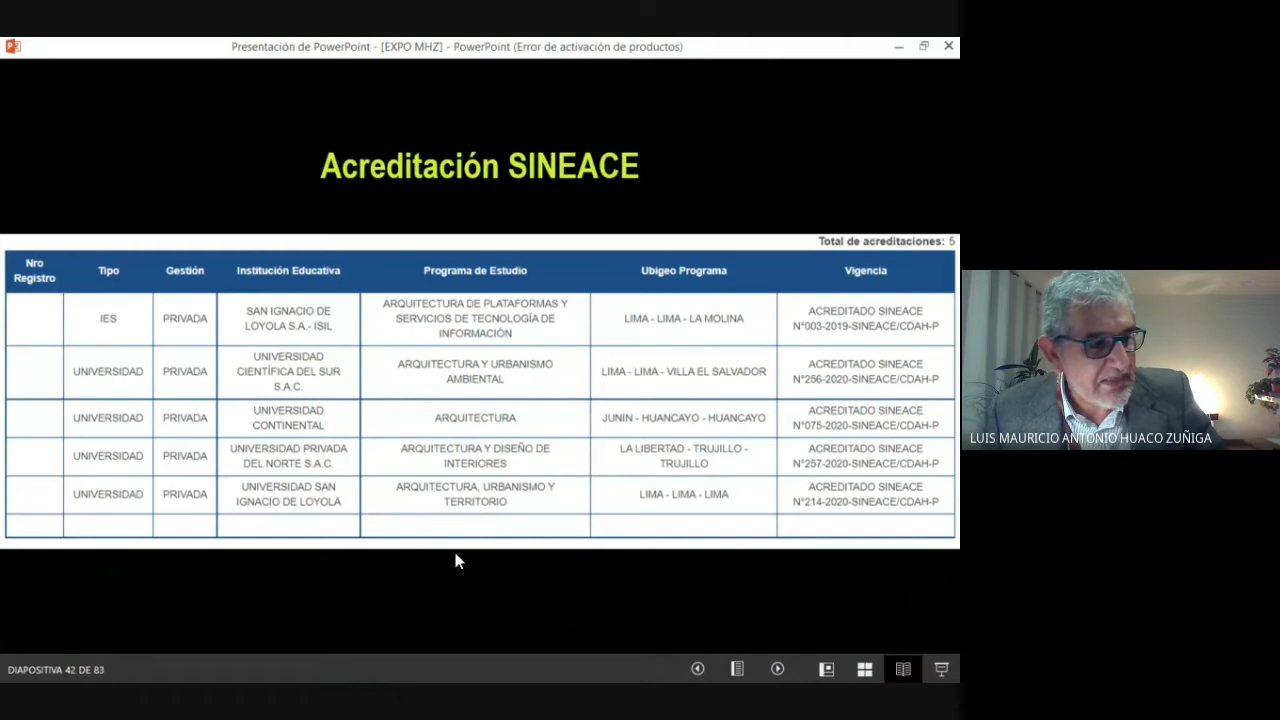 Presentación de PowerPoint - [EXPO MHZ] - PowerPoint (Error de activación de productos)
Acreditación SINEACE
Total de acreditaciones: 5
Nro Registro Tipo Gestión Institución Educativa Programa de Estudio Ubigeo Programa Vigencia
IES PRIVADA SAN IGNACIO DE LOYOLA S.A.- ISIL ARQUITECTURA DE PLATAFORMAS Y SERVICIOS DE TECNOLOGÍA DE INFORMACIÓN LIMA - LIMA - LA MOLINA ACREDITADO SINEACE N°003-2019-SINEACE/CDAH-P
UNIVERSIDAD PRIVADA UNIVERSIDAD CIENTÍFICA DEL SUR S.A.C. ARQUITECTURA Y URBANISMO AMBIENTAL LIMA - LIMA - VILLA EL SALVADOR ACREDITADO SINEACE N°256-2020-SINEACE/CDAH-P
UNIVERSIDAD PRIVADA UNIVERSIDAD CONTINENTAL ARQUITECTURA JUNIN - HUANCAYO - HUANCAYO ACREDITADO SINEACE N°075-2020-SINEACE/CDAH-P
UNIVERSIDAD PRIVADA UNIVERSIDAD PRIVADA DEL NORTE S.A.C. ARQUITECTURA Y DISEÑO DE INTERIORES LA LIBERTAD - TRUJILLO - TRUJILLO ACREDITADO SINEACE N°257-2020-SINEACE/CDAH-P
UNIVERSIDAD PRIVADA UNIVERSIDAD SAN IGNACIO DE LOYOLA ARQUITECTURA, URBANISMO Y TERRITORIO LIMA - LIMA - LIMA ACREDITADO SINEACE N°214-2020-SINEACE/CDAH-P
LUIS MAURICIO ANTONIO HUACO ZUÑIGA
DIAPOSITIVA 42 DE 83